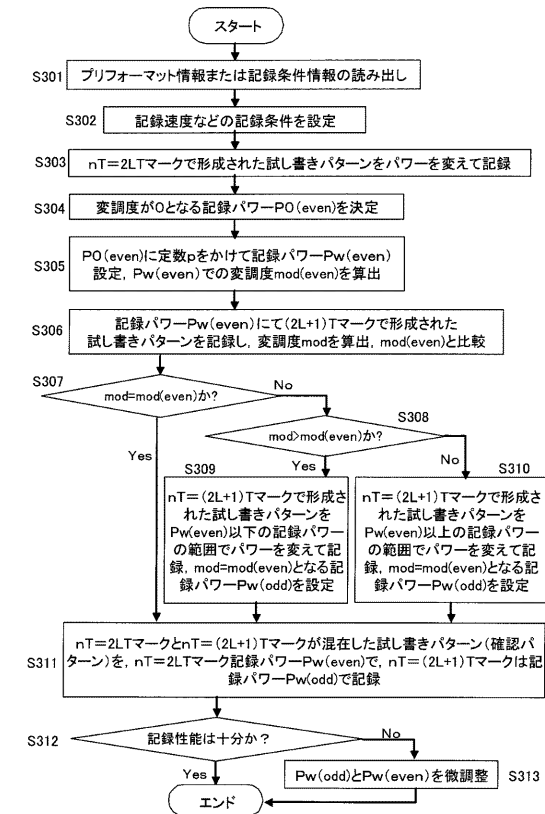 スタート
S301
プリフォーマット情報または記録条件情報の読み出し
S302
記録速度などの記録条件を設定
S303
nT=2LTマークで形成された試し書きパターンをパワーを変えて記録
S304
変調度が0となる記録パワーP0(even)を決定
S305
P0(even)に定数pをかけて記録パワーPw(even)
設定, Pw(even)での変調度mod(even)を算出
S306
記録パワーPw(even)にて(2L+1)Tマークで形成された
試し書きパターンを記録し, 変調度modを算出, mod(even)と比較
S307
mod=mod(even)か?
No
Yes
S308
mod>mod(even)か?
Yes
No
S309
nT=(2L+1)Tマークで形成さ
れた試し書きパターンを
Pw(even)以下の記録パワー
の範囲でパワーを変えて記
録, mod=mod(even)となる記
録パワーPw(odd)を設定
S310
nT=(2L+1)Tマークで形成さ
れた試し書きパターンを
Pw(even)以上の記録パワー
の範囲でパワーを変えて記
録, mod=mod(even)となる記
録パワーPw(odd)を設定
S311
nT=2LTマークとnT=(2L+1)Tマークが混在した試し書きパターン(確認パ
ターン)を, nT=2LTマーク記録パワーPw(even)で, nT=(2L+1)Tマークは記
録パワーPw(odd)で記録
S312
記録性能は十分か?
No
Yes
Pw(odd)とPw(even)を微調整
S313
エンド